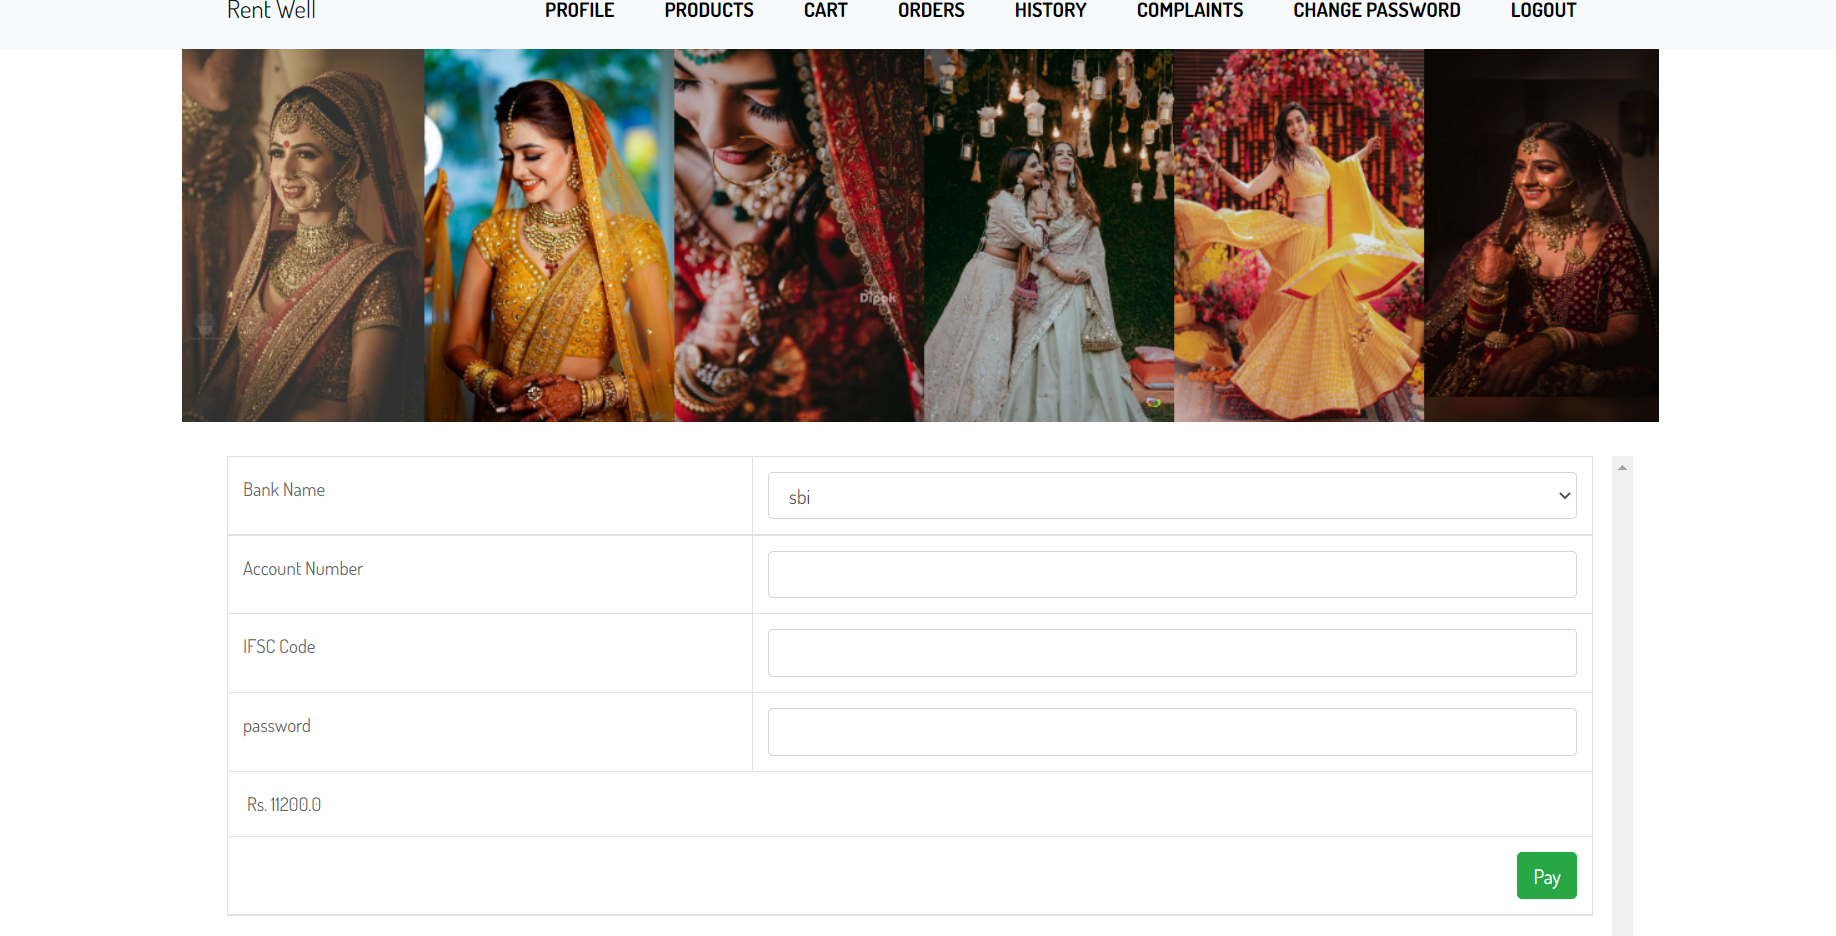 Rent Well
PROFILE PRODUCTS CART ORDERS HISTORY COMPLAINTS CHANGE PASSWORD LOGOUT
Dipak
Bank Name
sbi
Account Number
IFSC Code
password
Rs. 11200.0
Pay